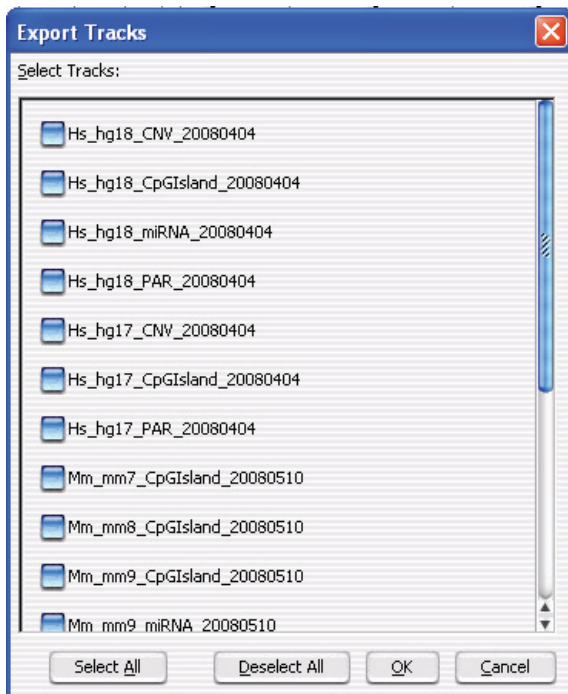 Export Tracks
Select Tracks:
Hs_hg18_CNV_20080404
Hs_hg18_CpGIsland_20080404
Hs_hg18_miRNA_20080404
Hs_hg18_PAR_20080404
Hs_hg17_CNV_20080404
Hs_hg17_CpGIsland_20080404
Hs_hg17_PAR_20080404
Mm_mm7_CpGIsland_20080510
Mm_mm8_CpGIsland_20080510
Mm_mm9_CpGIsland_20080510
Mm_mm9_miRNA_20080510
Select All Deselect All OK Cancel